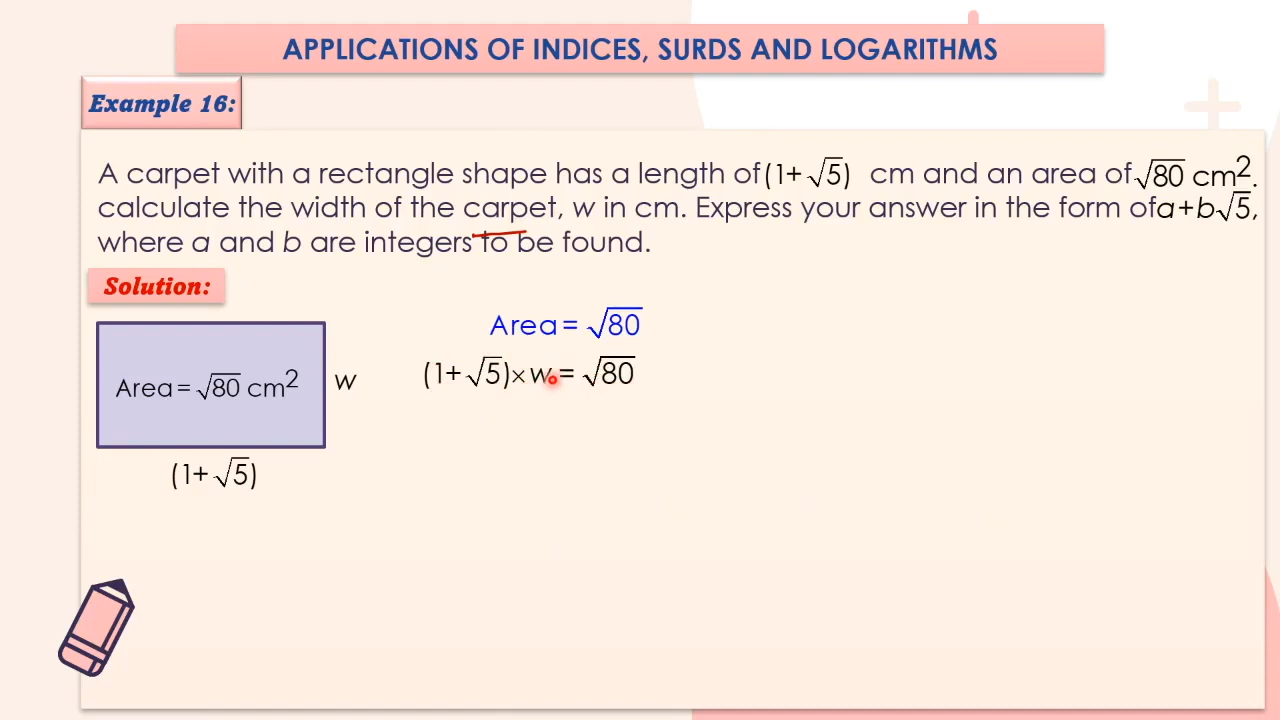 APPLICATIONS OF INDICES, SURDS AND LOGARITHMS
Example 16:
A carpet with a rectangle shape has a length of (1+√5) cm and an area of √80 cm².
calculate the width of the carpet, w in cm. Express your answer in the form of a+b√5,
where a and b are integers to be found.
Solution:
Area = √80
(1+√5)×w = √80
Area = √80 cm²
w
(1+√5)